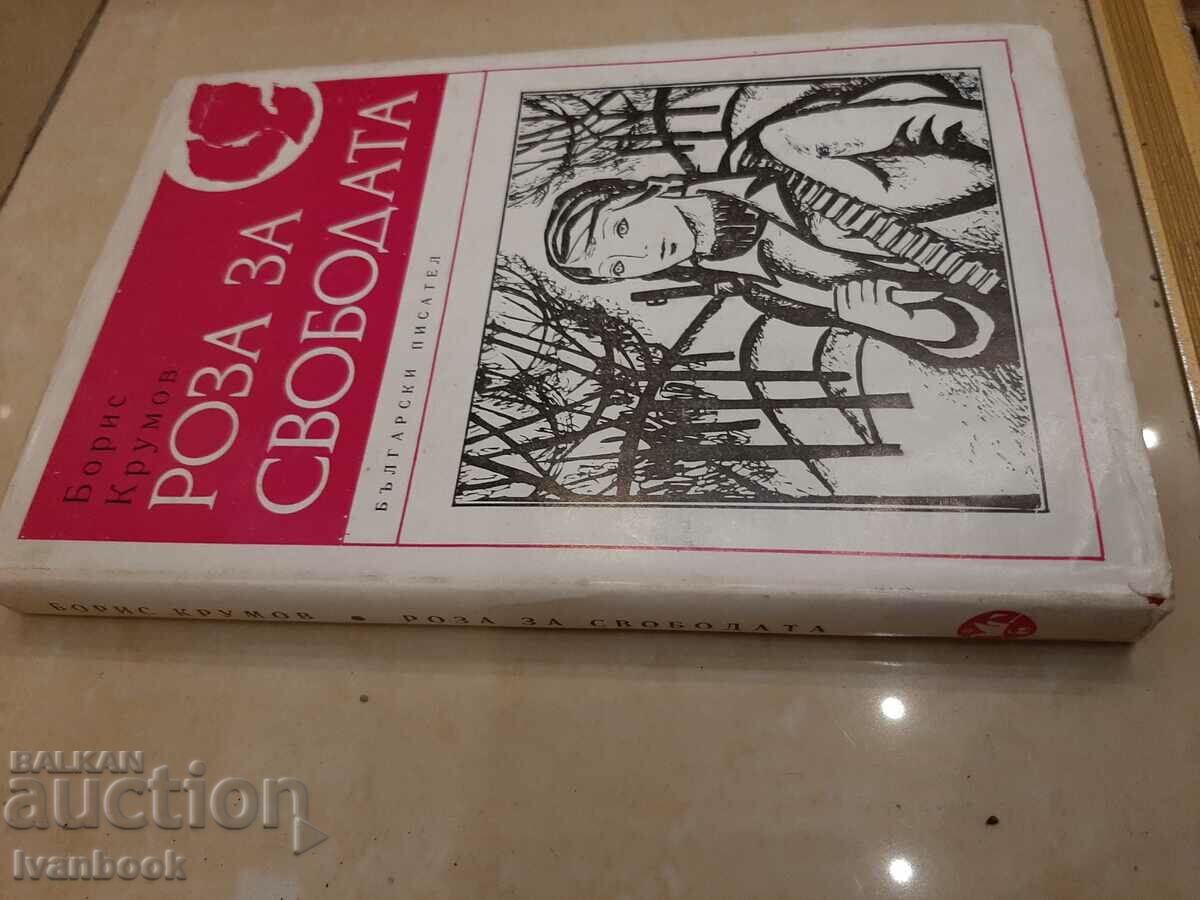 Борис
Крумов
РОЗА ЗА
СВОБОДАТА
БЪЛГАРСКИ ПИСАТЕЛ
БОРИС КРУМОВ • РОЗА ЗА СВОБОДАТА
BALKAN
auction
Ivanbook